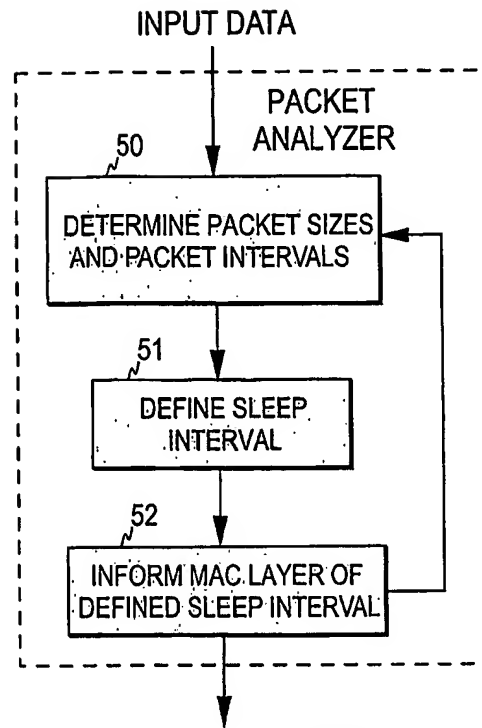 INPUT DATA
PACKET
ANALYZER
50
DETERMINE PACKET SIZES
AND PACKET INTERVALS
51
DEFINE SLEEP
INTERVAL
52
INFORM MAC LAYER OF
DEFINED SLEEP INTERVAL